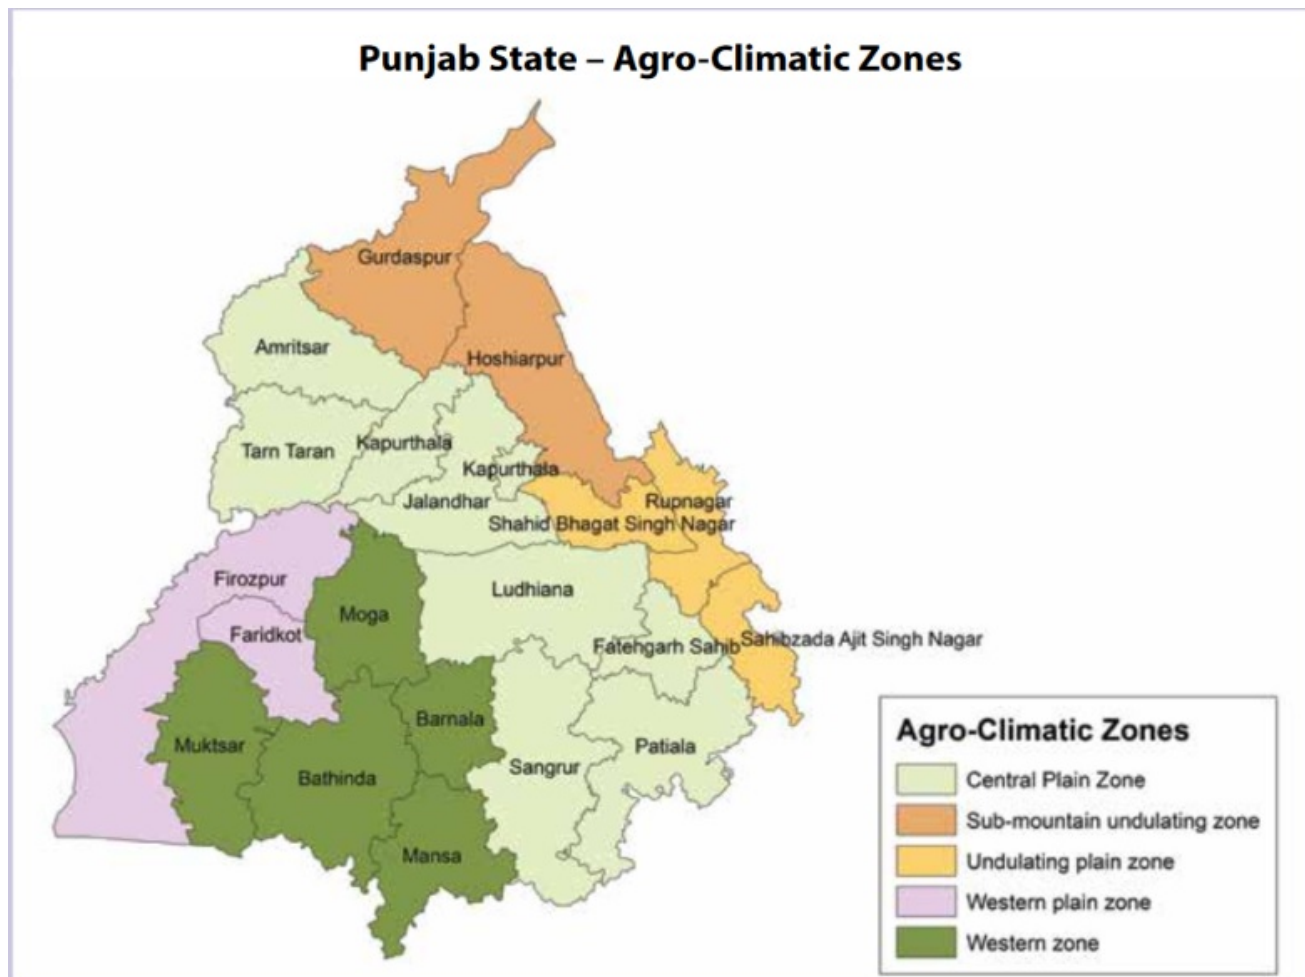 Punjab State – Agro-Climatic Zones
Gurdaspur
Amritsar
Hoshiarpur
Tarn Taran
Kapurthala
Kapurthala
Jalandhar
Rupnagar
Shahid Bhagat Singh Nagar
Firozpur
Ludhiana
Moga
Faridkot
Fatehgarh Sahib
Sahibzada Ajit Singh Nagar
Barnala
Muktsar
Patiala
Sangrur
Bathinda
Mansa
Agro-Climatic Zones
Central Plain Zone
Sub-mountain undulating zone
Undulating plain zone
Western plain zone
Western zone